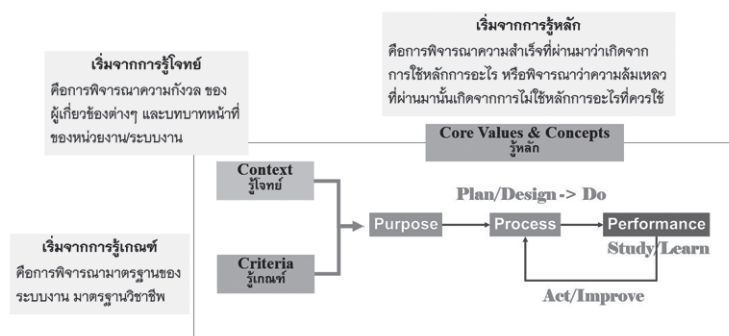 เริ่มจากการรู้หลัก
คือการพิจารณาความสำเร็จที่ผ่านมาว่าเกิดจาก
การใช้หลักการอะไร หรือพิจารณาว่าความล้มเหลว
ที่ผ่านมานั้นเกิดจากการไม่ใช้หลักการอะไรที่ควรใช้
เริ่มจากการรู้โจทย์
คือการพิจารณาความกังวล ของ
ผู้เกี่ยวข้องต่างๆ และบทบาทหน้าที่
ของหน่วยงาน/ระบบงาน
Core Values & Concepts
รู้หลัก
Context
รู้โจทย์
Plan/Design -> Do
Purpose
Process
Performance
Study/Learn
เริ่มจากการรู้เกณฑ์
คือการพิจารณามาตรฐานของ
ระบบงาน มาตรฐานวิชาชีพ
Criteria
รู้เกณฑ์
Act/Improve